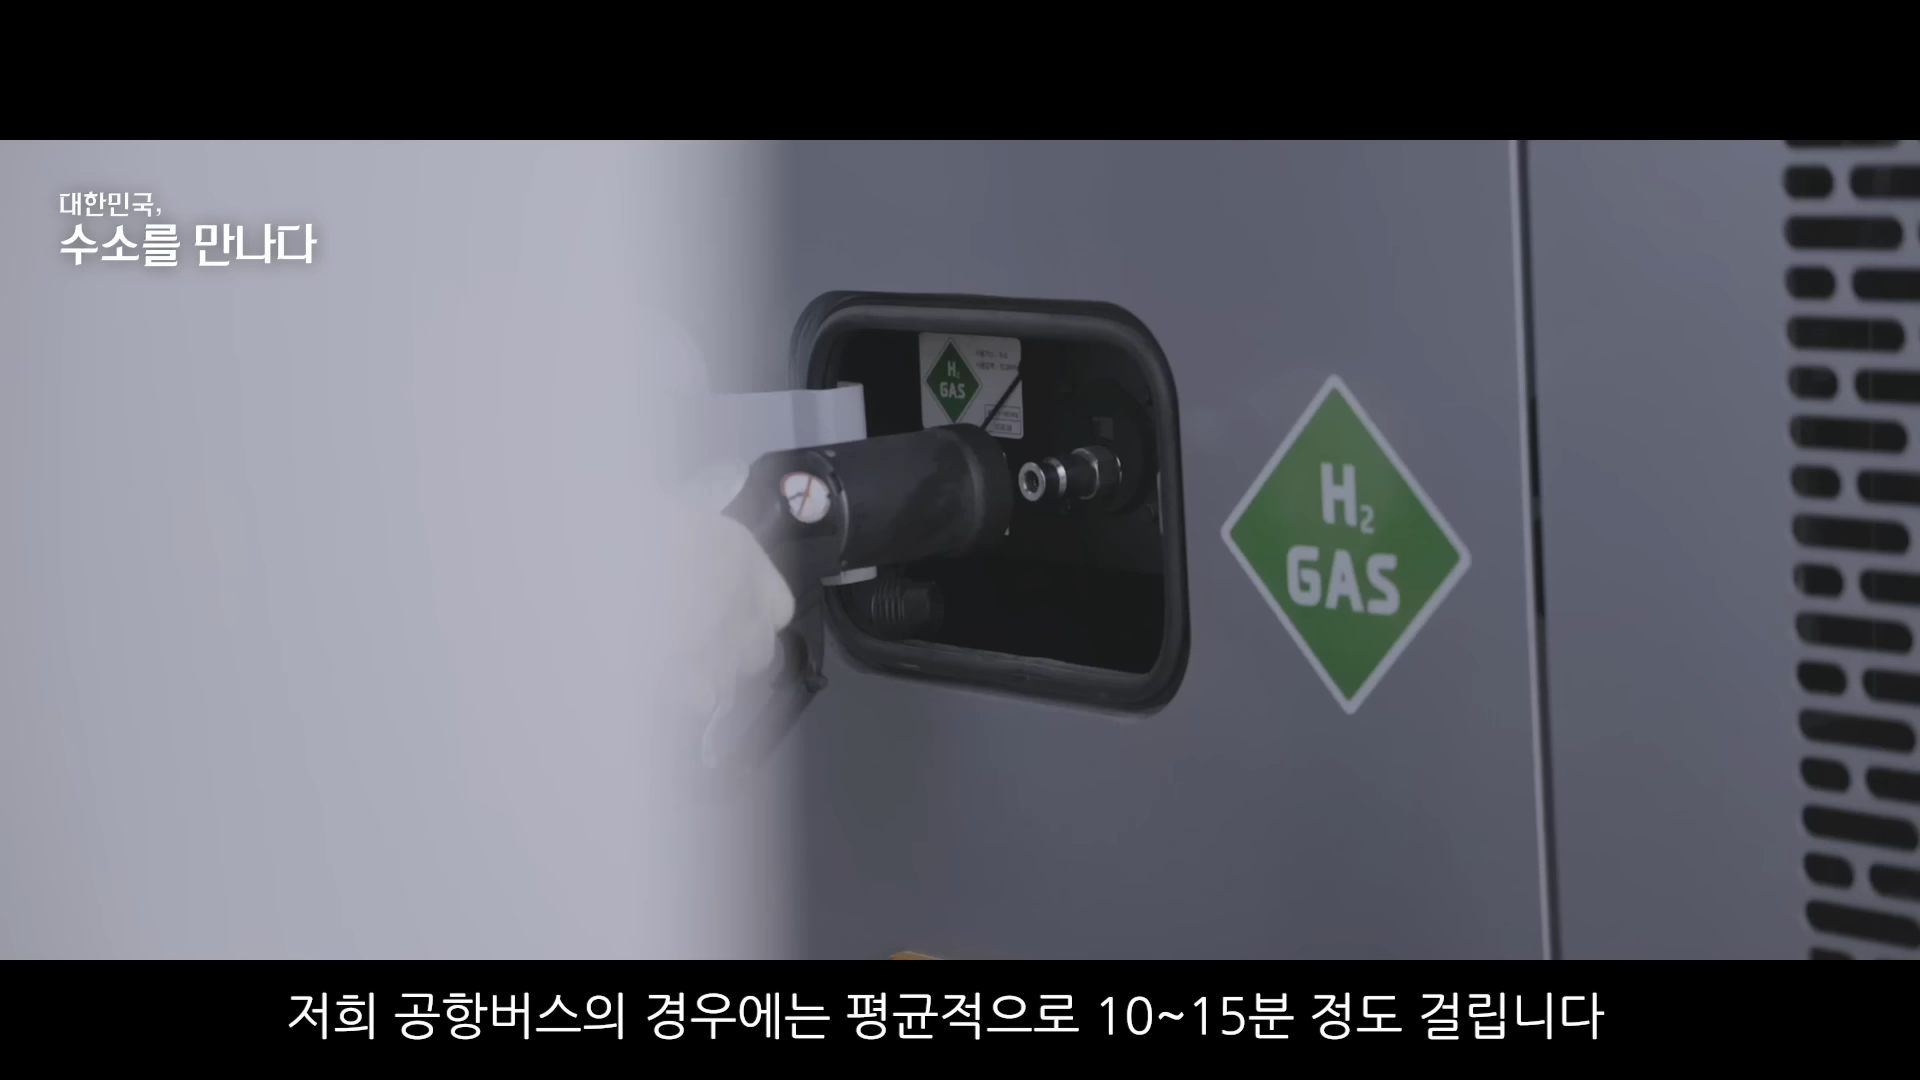 대한민국,
수소를 만나다
H₂
GAS
H₂
GAS
저희 공항버스의 경우에는 평균적으로 10~15분 정도 걸립니다